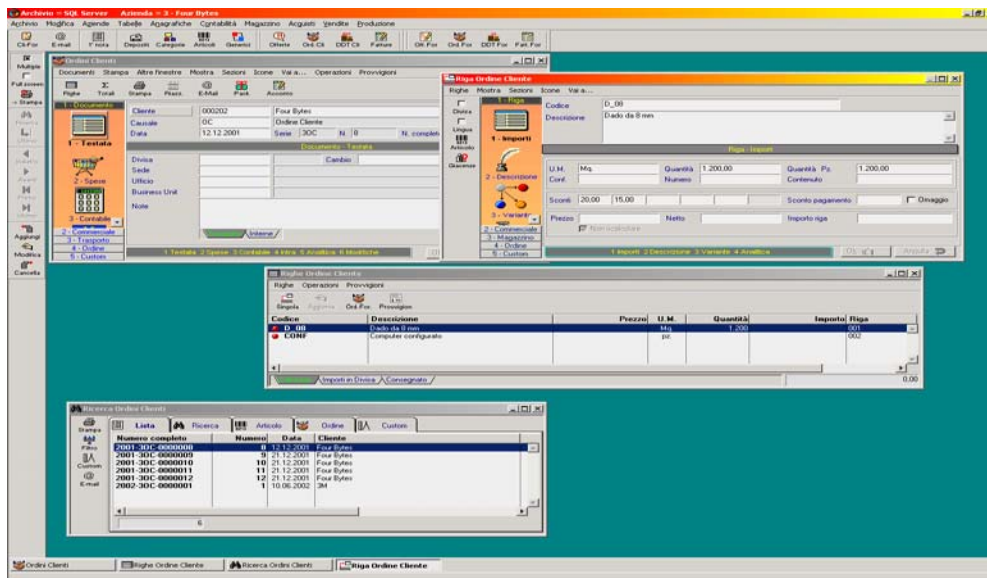 Archivio = SQL Server Azienda = 3 - Four Bytes
Archivio Modifica Agende Tabelle Anagrafiche Contabilità Magazzino Acquisti Vendite Produzione
Cli-For E-mail 1° nota Depositi Categorie Articoli Generici Offerte Ord.Cli DDT Cli Fatture Off.For Ord.For DDT For Fatt.For
Multiplo
Full screen
-> Stampa
Aggiungi
Modifica
Cancella
Ordini Clienti
Documenti Stampa Altre finestre Mostra Sezioni Icone Vai a... Operazioni Provvigioni
Righe Totali Stampa Piazz. E-Mail Pack. Acconto
1 - Documento
1 - Testata
2 - Spese
3 - Contabile
2 - Commerciale
3 - Trasporto
4 - Ordine
5 - Custom
Cliente 000202 Four Bytes
Causale OC Ordine Cliente
Data 12.12.2001 Serie 3OC N. 8 N. completo
Documento - Testata
Divisa Cambio
Sede
Ufficio
Business Unit
Note
Interne
1 Testata 2 Spese 3 Contabile 4 Intra 5 Analitica 6 Modifiche
Riga Ordine Cliente
Righe Mostra Sezioni Icone Vai a...
Divisa
Lingua
Articolo
Giacenze
1 - Riga
1 - Importi
2 - Descrizione
3 - Variante
2 - Commerciale
3 - Magazzino
4 - Ordine
5 - Custom
Codice D_08
Descrizione Dado da 8 mm
Riga - Importi
U.M. Mq. Quantità 1.200,00 Quantità Pz. 1.200,00
Conf. Numero Contenuto
Sconti 20,00 15,00 Sconto pagamento Omaggio
Prezzo Netto Importo riga
Non ricalcolare
1 Importi 2 Descrizione 3 Variante 4 Analitica Ok Annulla
Righe Ordine Cliente
Righe Operazioni Provvigioni
Singola Aggiorna Ord.For. Provvigioni
Codice Descrizione Prezzo U.M. Quantità Importo Riga
D_08 Dado da 8 mm Mq. 1.200 001
CONF Computer configurato pz. 002
Importi in Divisa Consegnato 0,00
Ricerca Ordini Clienti
Stampa
Filtro
Custom
E-mail
Lista Ricerca Articolo Ordine Custom
Numero completo Numero Data Cliente
2001-3OC-0000008 8 12.12.2001 Four Bytes
2001-3OC-0000009 9 21.12.2001 Four Bytes
2001-3OC-0000010 10 21.12.2001 Four Bytes
2001-3OC-0000011 11 21.12.2001 Four Bytes
2001-3OC-0000012 12 21.12.2001 Four Bytes
2002-3OC-0000001 1 10.06.2002 3M
6
Ordini Clienti Righe Ordine Cliente Ricerca Ordini Clienti Riga Ordine Cliente